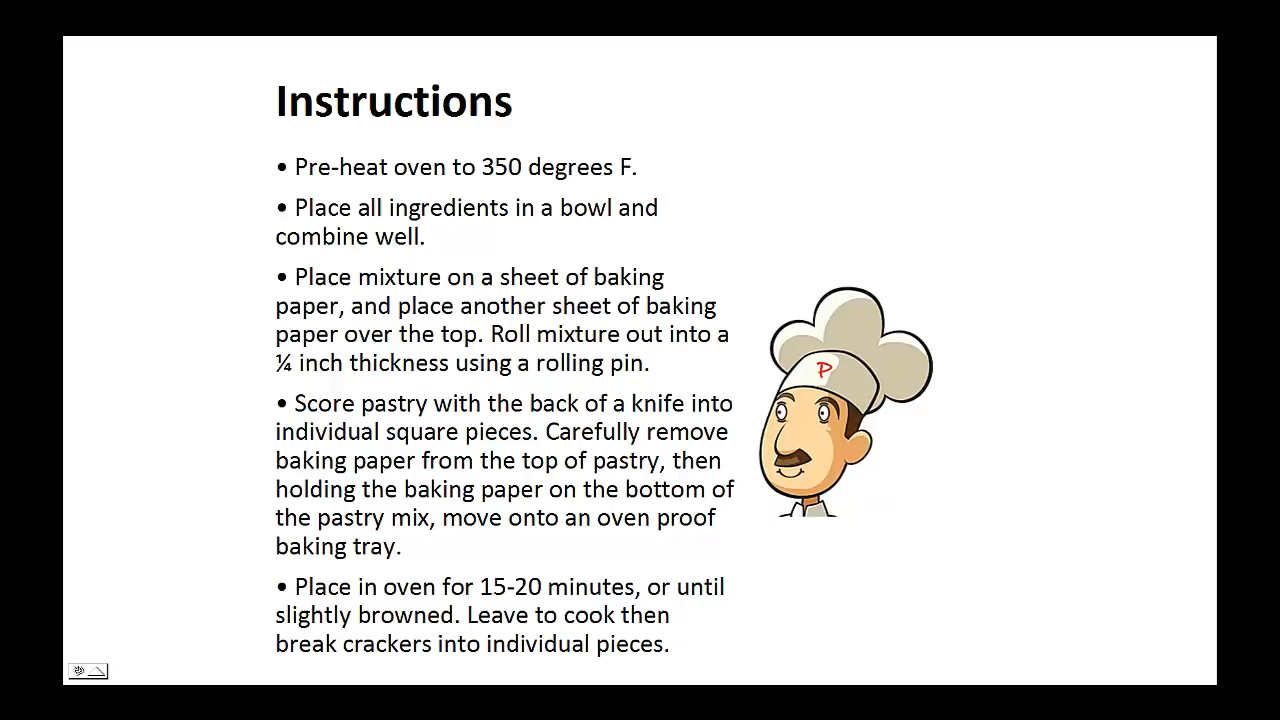 Instructions
• Pre-heat oven to 350 degrees F.
• Place all ingredients in a bowl and
combine well.
• Place mixture on a sheet of baking
paper, and place another sheet of baking
paper over the top. Roll mixture out into a
¼ inch thickness using a rolling pin.
P
• Score pastry with the back of a knife into
individual square pieces. Carefully remove
baking paper from the top of pastry, then
holding the baking paper on the bottom of
the pastry mix, move onto an oven proof
baking tray.
• Place in oven for 15-20 minutes, or until
slightly browned. Leave to cook then
break crackers into individual pieces.